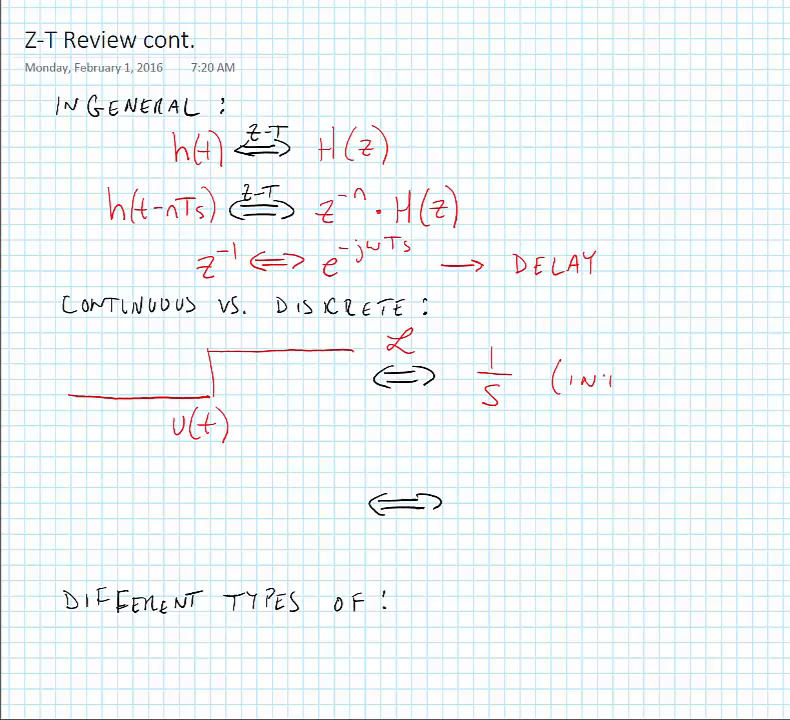 Z-T Review cont.
Monday, February 1, 2016 7:20 AM
IN GENERAL :
h(t) ⟺ Z-T H(z)
h(t-nTs) ⟺ Z-T z^-n · H(z)
z^-1 ⟺ e^-jωTs → DELAY
CONTINUOUS VS. DISCRETE :
ℒ
⟺ 1/S (IN
U(t)
⟺
DIFFERENT TYPES OF :